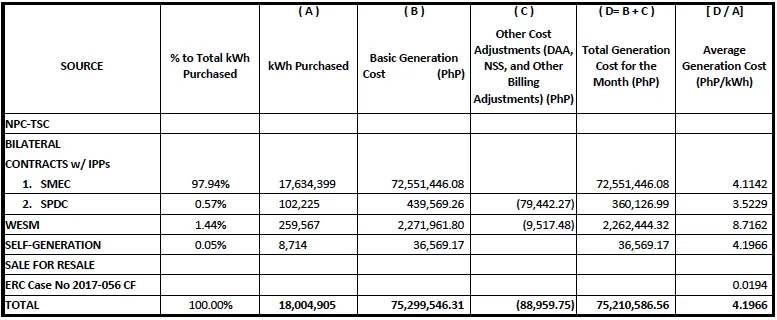 ( A ) ( B ) ( C ) ( D= B + C ) [ D / A]
SOURCE % to Total kWh Purchased kWh Purchased Basic Generation Cost (PhP) Other Cost Adjustments (DAA, NSS, and Other Billing Adjustments) (PhP) Total Generation Cost for the Month (PhP) Average Generation Cost (PhP/kWh)
NPC-TSC
BILATERAL
CONTRACTS w/ IPPs
1. SMEC 97.94% 17,634,399 72,551,446.08 72,551,446.08 4.1142
2. SPDC 0.57% 102,225 439,569.26 (79,442.27) 360,126.99 3.5229
WESM 1.44% 259,567 2,271,961.80 (9,517.48) 2,262,444.32 8.7162
SELF-GENERATION 0.05% 8,714 36,569.17 36,569.17 4.1966
SALE FOR RESALE
ERC Case No 2017-056 CF 0.0194
TOTAL 100.00% 18,004,905 75,299,546.31 (88,959.75) 75,210,586.56 4.1966